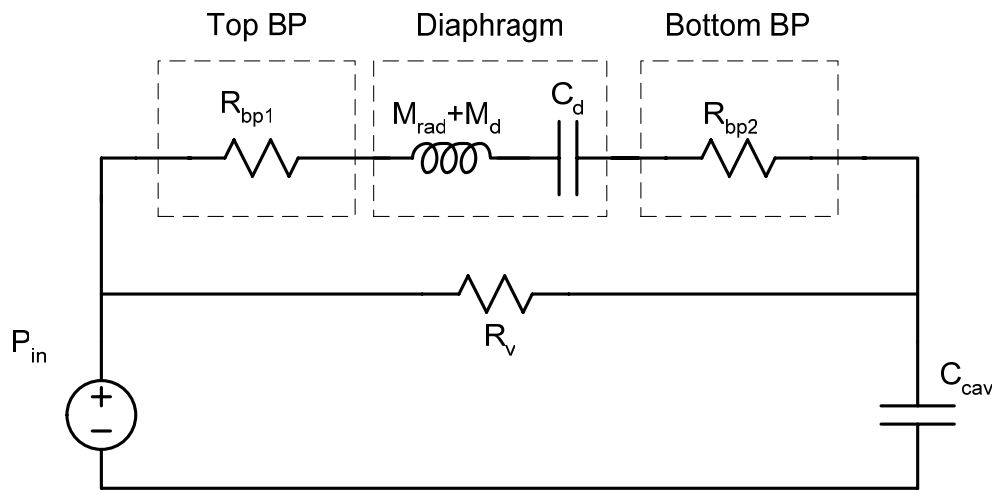 Top BP Diaphragm Bottom BP
R_bp1 M_rad+M_d C_d R_bp2
R_v
P_in
C_cav
+
−